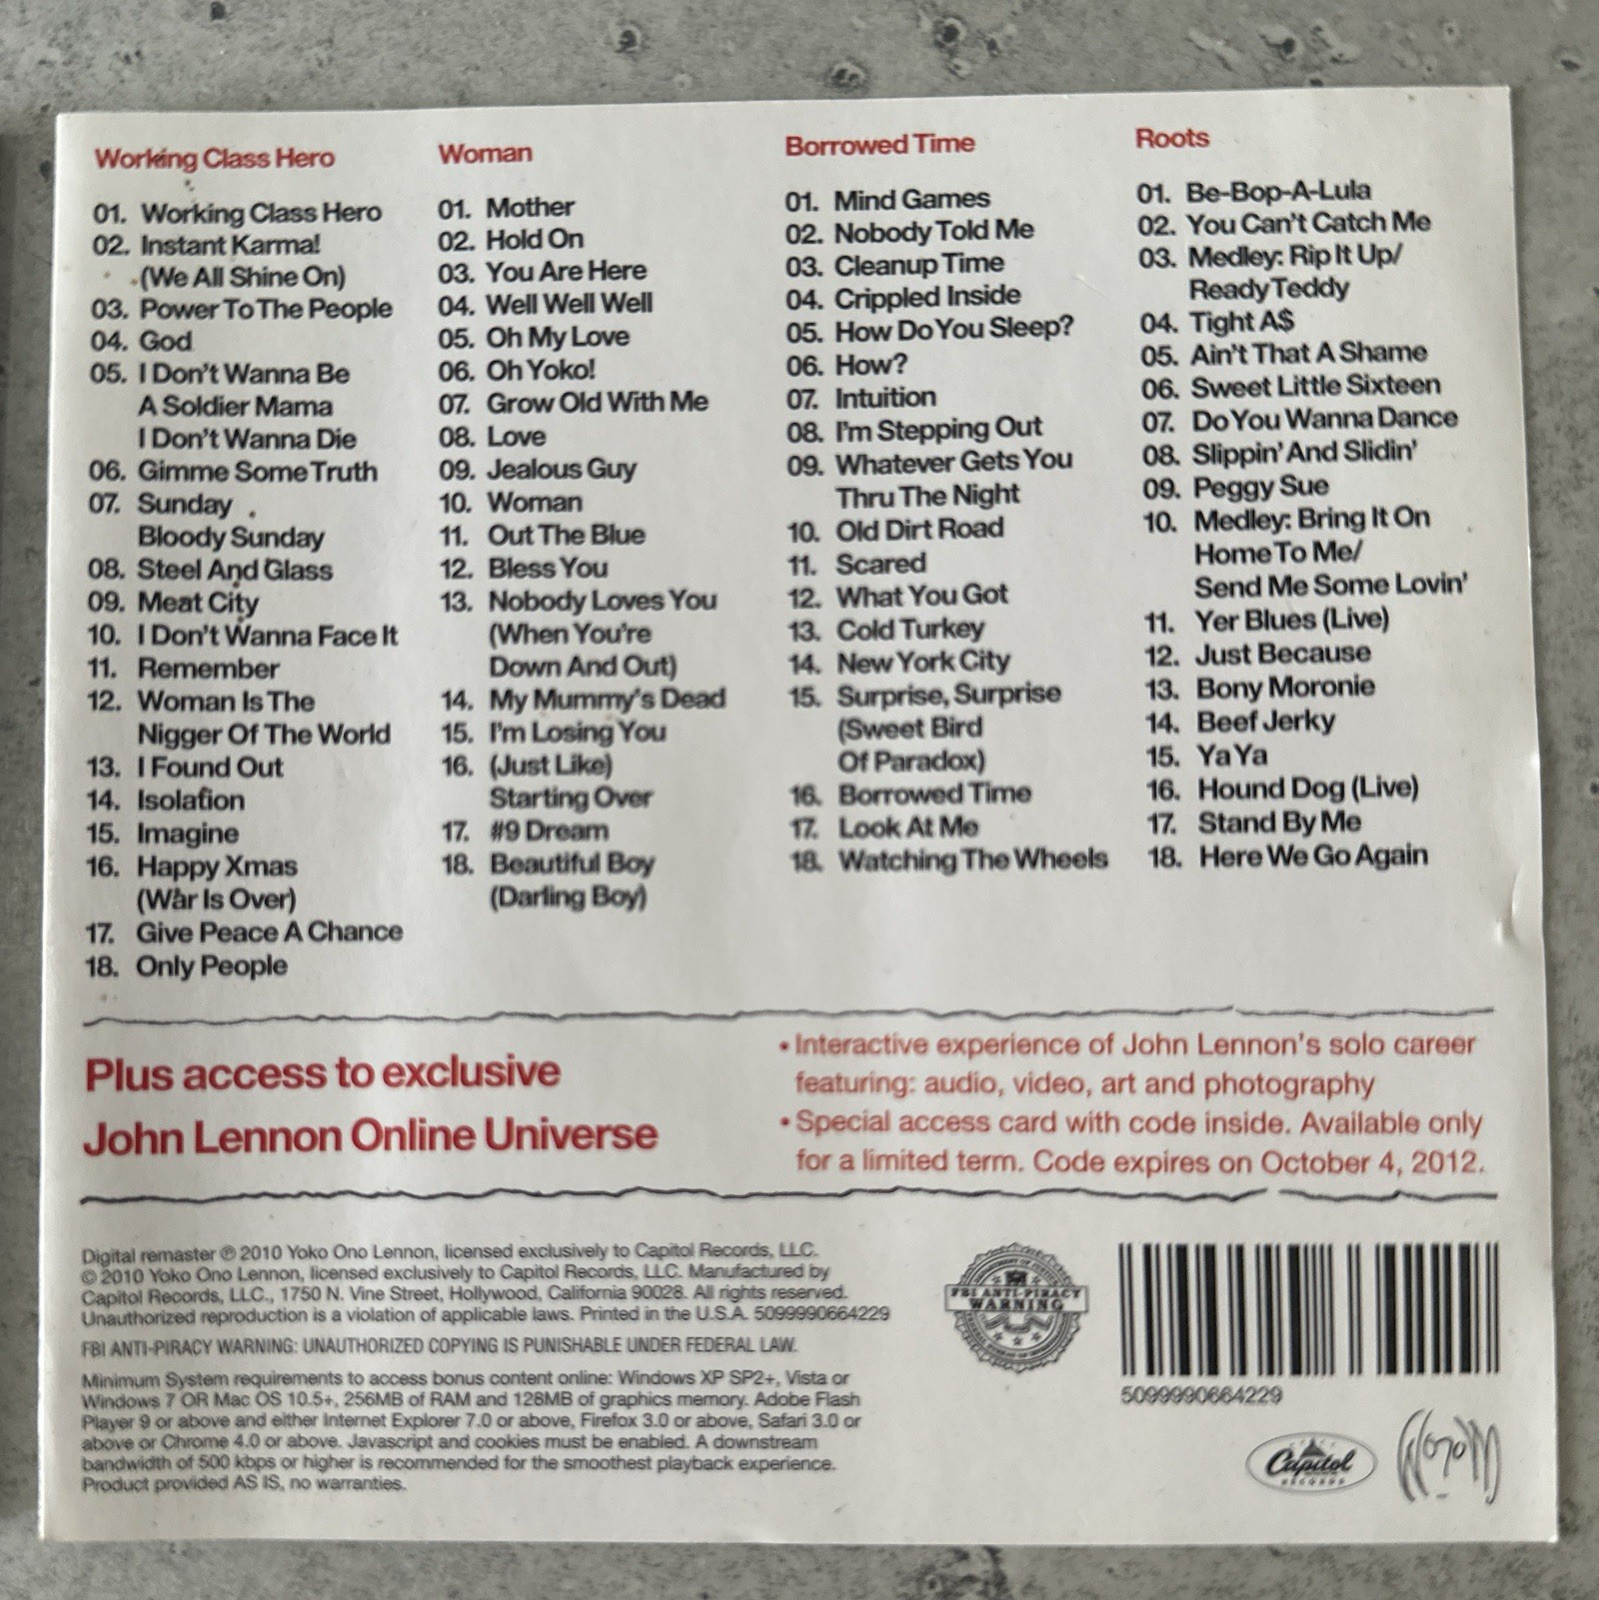 Working Class Hero
01. Working Class Hero
02. Instant Karma!
(We All Shine On)
03. Power To The People
04. God
05. I Don't Wanna Be
A Soldier Mama
I Don't Wanna Die
06. Gimme Some Truth
07. Sunday
Bloody Sunday
08. Steel And Glass
09. Meat City
10. I Don't Wanna Face It
11. Remember
12. Woman Is The
Nigger Of The World
13. I Found Out
14. Isolation
15. Imagine
16. Happy Xmas
(War Is Over)
17. Give Peace A Chance
18. Only People
Woman
01. Mother
02. Hold On
03. You Are Here
04. Well Well Well
05. Oh My Love
06. Oh Yoko!
07. Grow Old With Me
08. Love
09. Jealous Guy
10. Woman
11. Out The Blue
12. Bless You
13. Nobody Loves You
(When You're
Down And Out)
14. My Mummy's Dead
15. I'm Losing You
16. (Just Like)
Starting Over
17. #9 Dream
18. Beautiful Boy
(Darling Boy)
Borrowed Time
01. Mind Games
02. Nobody Told Me
03. Cleanup Time
04. Crippled Inside
05. How Do You Sleep?
06. How?
07. Intuition
08. I'm Stepping Out
09. Whatever Gets You
Thru The Night
10. Old Dirt Road
11. Scared
12. What You Got
13. Cold Turkey
14. New York City
15. Surprise, Surprise
(Sweet Bird
Of Paradox)
16. Borrowed Time
17. Look At Me
18. Watching The Wheels
Roots
01. Be-Bop-A-Lula
02. You Can't Catch Me
03. Medley: Rip It Up/
Ready Teddy
04. Tight A$
05. Ain't That A Shame
06. Sweet Little Sixteen
07. Do You Wanna Dance
08. Slippin' And Slidin'
09. Peggy Sue
10. Medley: Bring It On
Home To Me/
Send Me Some Lovin'
11. Yer Blues (Live)
12. Just Because
13. Bony Moronie
14. Beef Jerky
15. Ya Ya
16. Hound Dog (Live)
17. Stand By Me
18. Here We Go Again
Plus access to exclusive
John Lennon Online Universe
• Interactive experience of John Lennon's solo career
featuring: audio, video, art and photography
• Special access card with code inside. Available only
for a limited term. Code expires on October 4, 2012.
Digital remaster ℗ 2010 Yoko Ono Lennon, licensed exclusively to Capitol Records, LLC.
© 2010 Yoko Ono Lennon, licensed exclusively to Capitol Records, LLC. Manufactured by
Capitol Records, LLC., 1750 N. Vine Street, Hollywood, California 90028. All rights reserved.
Unauthorized reproduction is a violation of applicable laws. Printed in the U.S.A. 5099990664229
FBI ANTI-PIRACY WARNING: UNAUTHORIZED COPYING IS PUNISHABLE UNDER FEDERAL LAW.
Minimum System requirements to access bonus content online: Windows XP SP2+, Vista or
Windows 7 OR Mac OS 10.5+, 256MB of RAM and 128MB of graphics memory. Adobe Flash
Player 9 or above and either Internet Explorer 7.0 or above, Firefox 3.0 or above, Safari 3.0 or
above or Chrome 4.0 or above. Javascript and cookies must be enabled. A downstream
bandwidth of 500 kbps or higher is recommended for the smoothest playback experience.
Product provided AS IS, no warranties.
FBI ANTI-PIRACY
WARNING
5099990664229
Capitol
RECORDS